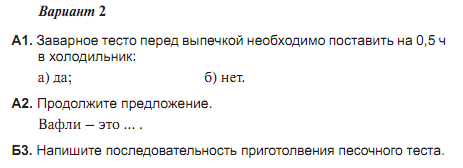 Вариант 2
А1. Заварное тесто перед выпечкой необходимо поставить на 0,5 ч
в холодильник:
а) да; б) нет.
А2. Продолжите предложение.
Вафли – это ... .
Б3. Напишите последовательность приготолвения песочного теста.